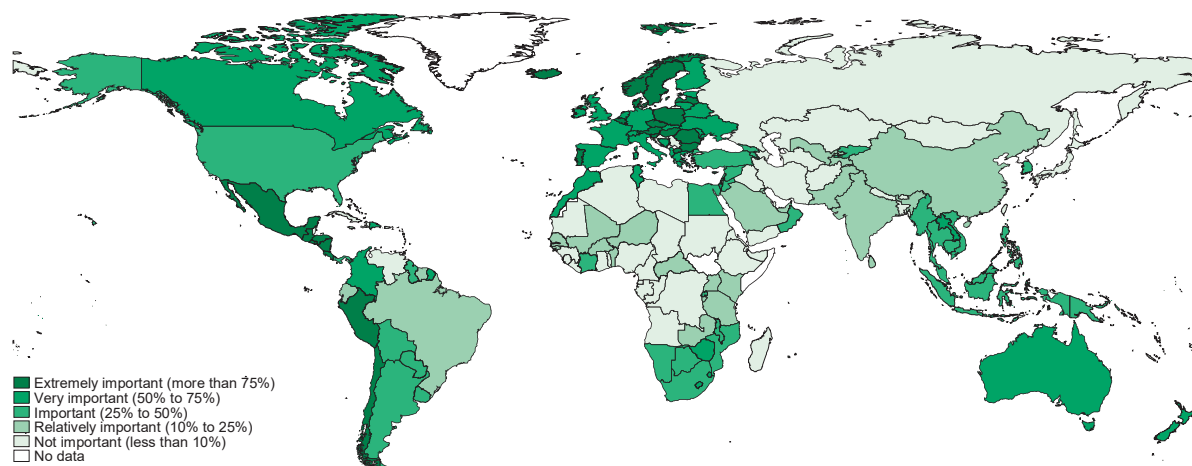 Extremely important (more than 75%)
Very important (50% to 75%)
Important (25% to 50%)
Relatively important (10% to 25%)
Not important (less than 10%)
No data